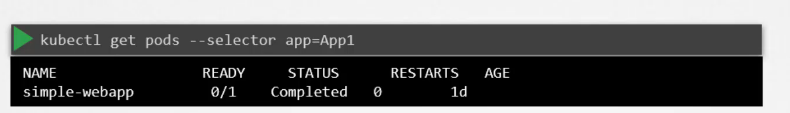 kubectl get pods --selector app=App1
NAME READY STATUS RESTARTS AGE
simple-webapp 0/1 Completed 0 1d